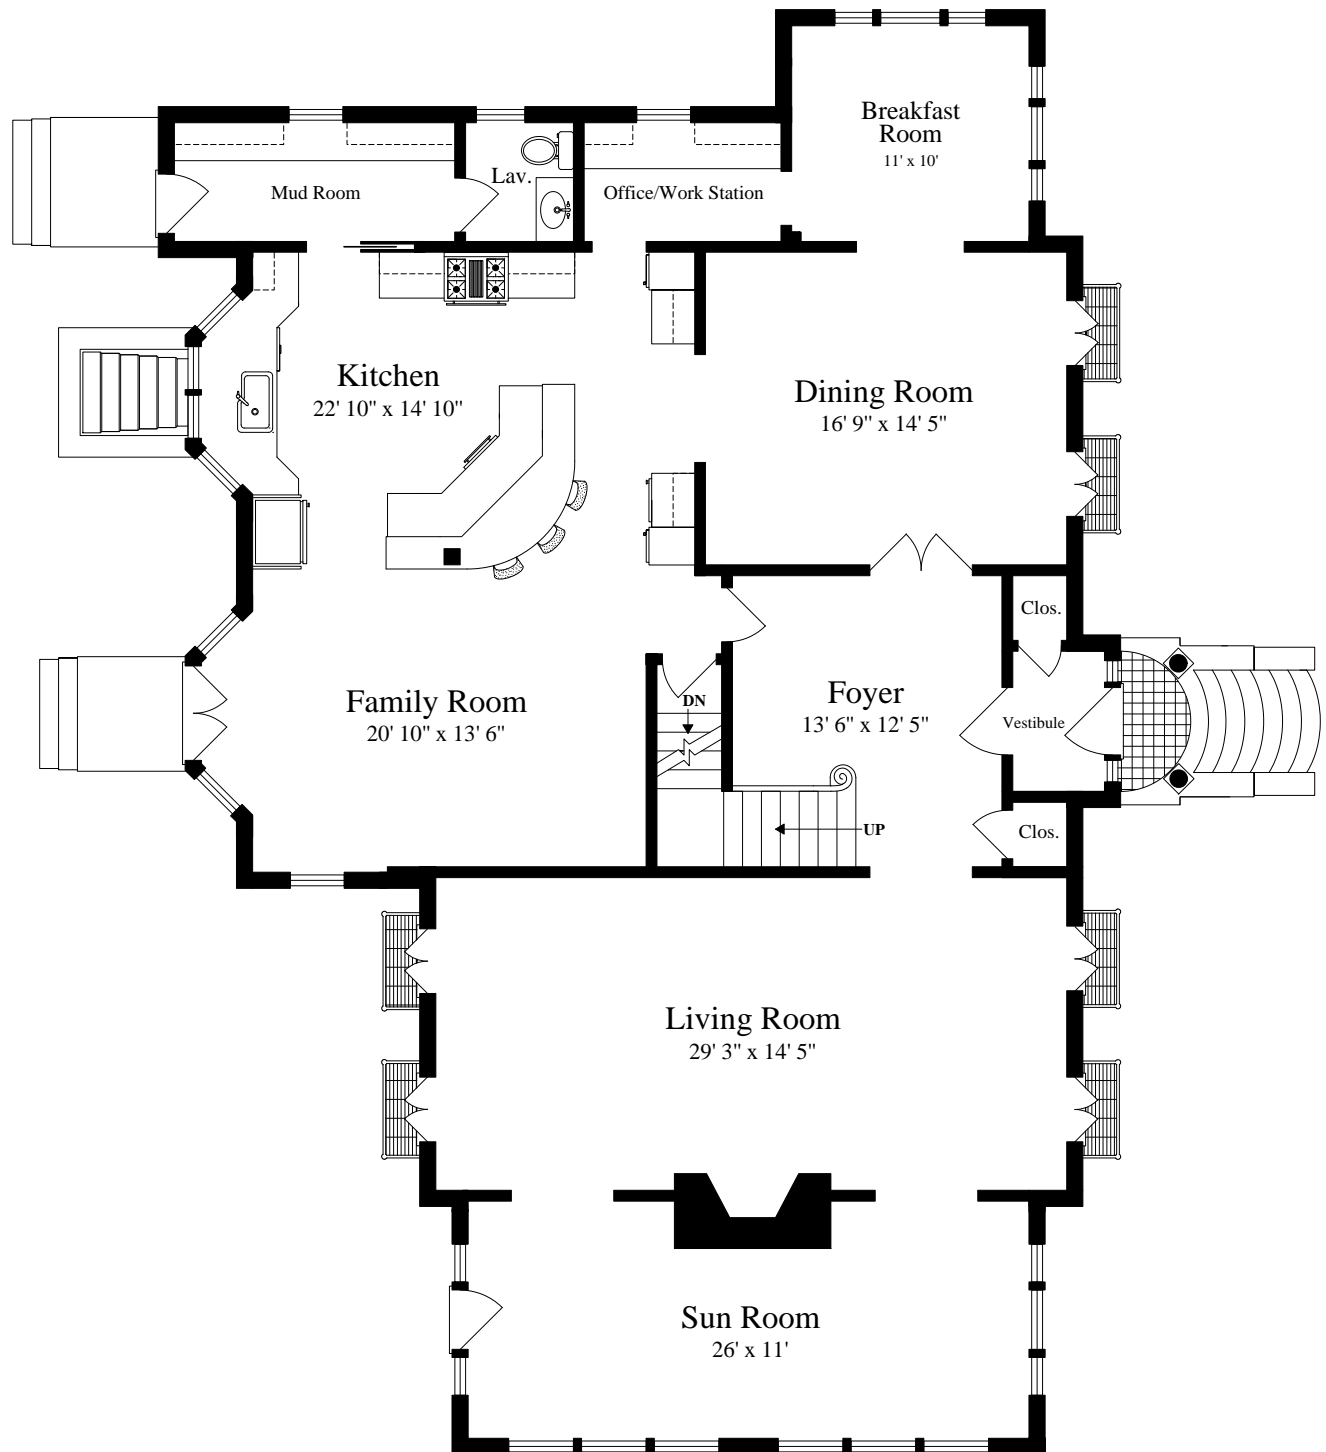 Breakfast
Room
11' x 10'
Lav.
Mud Room
Office/Work Station
Kitchen
22' 10" x 14' 10"
Dining Room
16' 9" x 14' 5"
Clos.
Family Room
20' 10" x 13' 6"
DN
Foyer
13' 6" x 12' 5"
Vestibule
UP
Clos.
Living Room
29' 3" x 14' 5"
Sun Room
26' x 11'